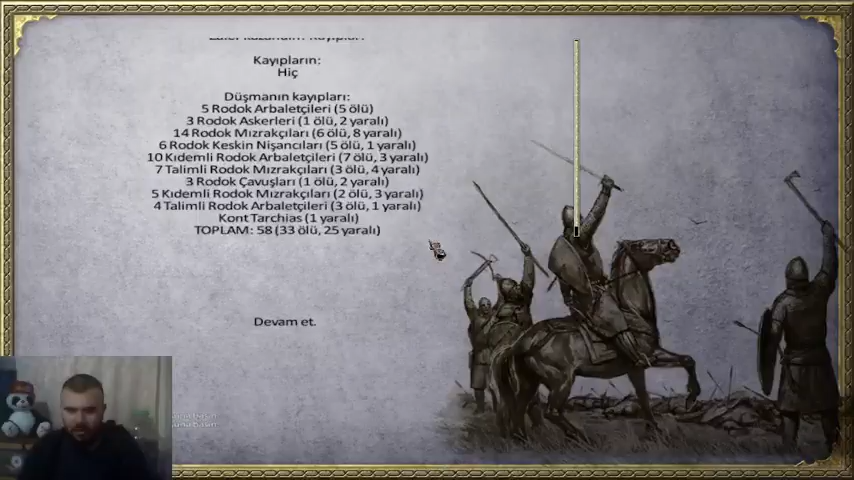 Kayıpların:
Hiç
Düşmanın kayıpları:
5 Rodok Arbaletçileri (5 ölü)
3 Rodok Askerleri (1 ölü, 2 yaralı)
14 Rodok Mızrakçıları (6 ölü, 8 yaralı)
6 Rodok Keskin Nişancıları (5 ölü, 1 yaralı)
10 Kıdemli Rodok Arbaletçileri (7 ölü, 3 yaralı)
7 Talimli Rodok Mızrakçıları (3 ölü, 4 yaralı)
3 Rodok Çavuşları (1 ölü, 2 yaralı)
5 Kıdemli Rodok Mızrakçıları (2 ölü, 3 yaralı)
4 Talimli Rodok Arbaletçileri (3 ölü, 1 yaralı)
Kont Tarchias (1 yaralı)
TOPLAM: 58 (33 ölü, 25 yaralı)
Devam et.